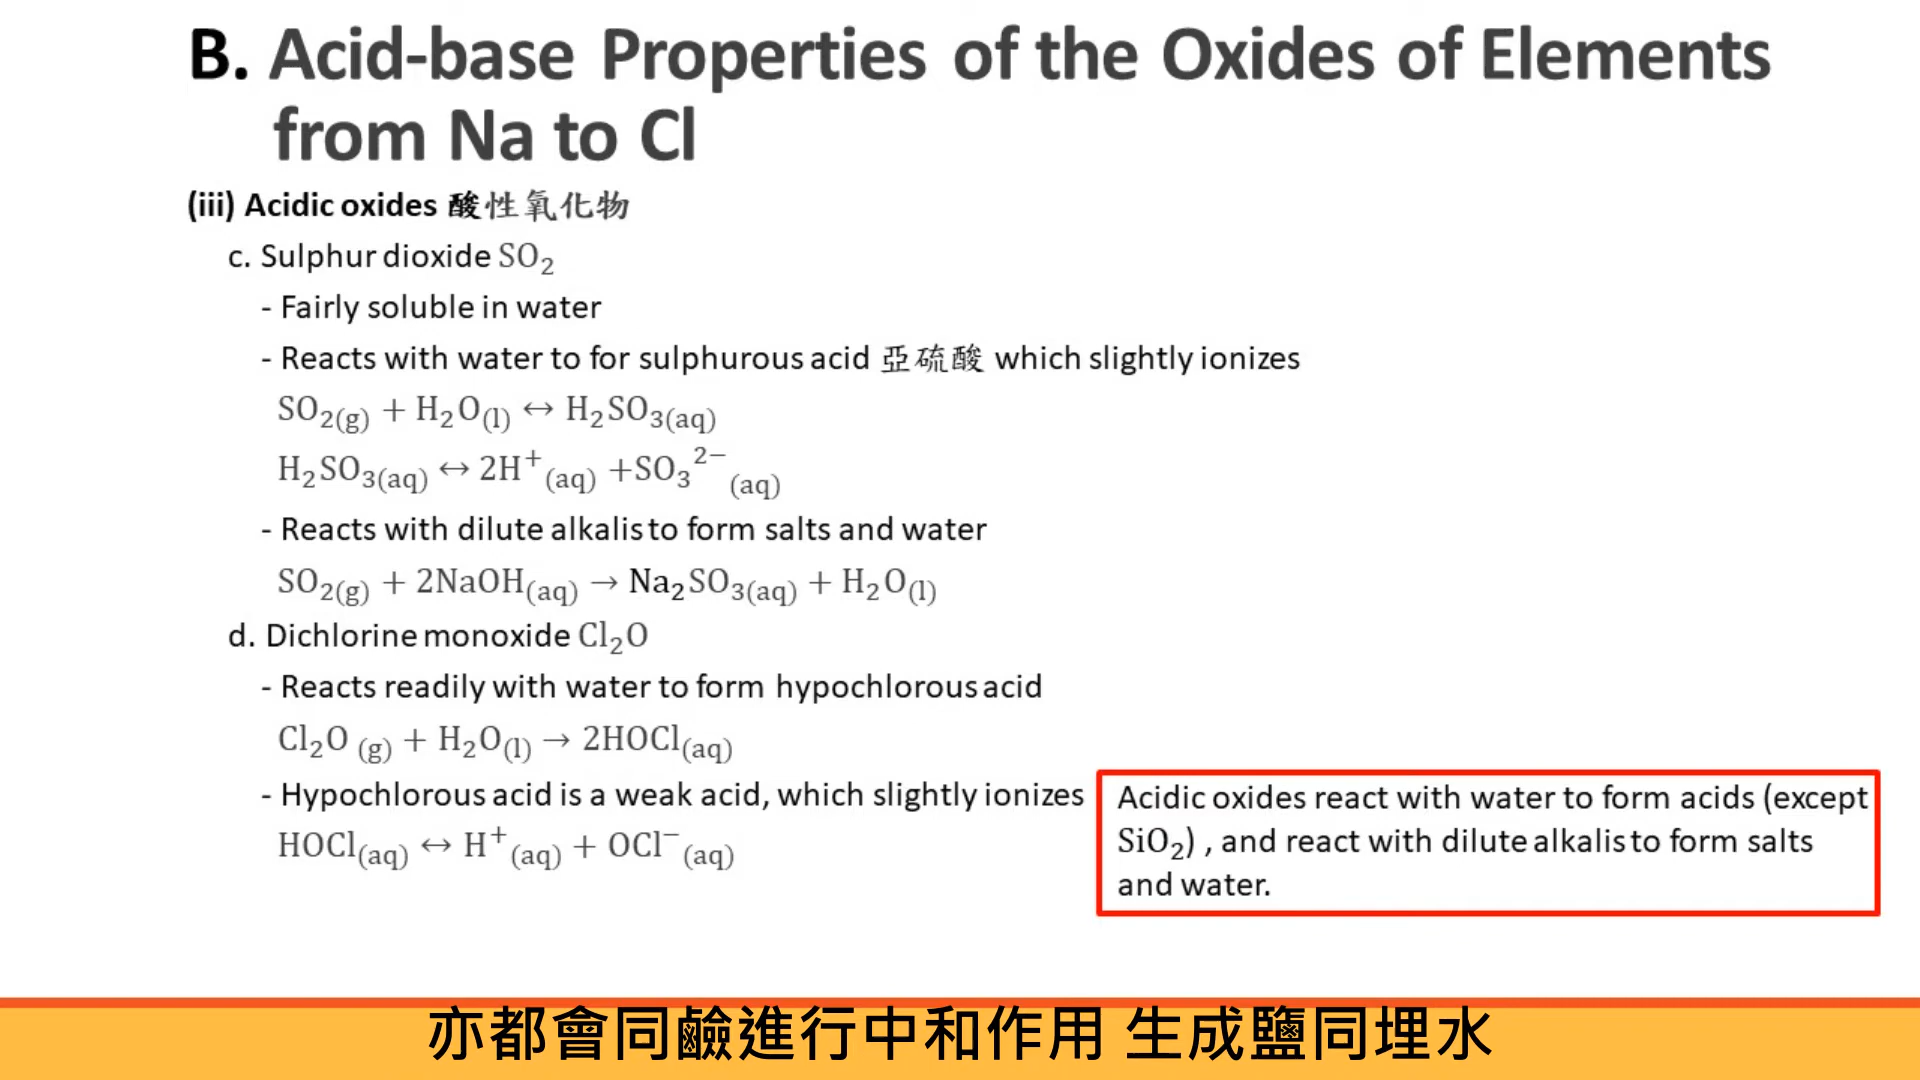 B. Acid-base Properties of the Oxides of Elements
from Na to Cl
(iii) Acidic oxides 酸性氧化物
c. Sulphur dioxide SO₂
- Fairly soluble in water
- Reacts with water to for sulphurous acid 亞硫酸 which slightly ionizes
SO₂(g) + H₂O(l) ↔ H₂SO₃(aq)
H₂SO₃(aq) ↔ 2H⁺(aq) +SO₃²⁻(aq)
- Reacts with dilute alkalis to form salts and water
SO₂(g) + 2NaOH(aq) → Na₂SO₃(aq) + H₂O(l)
d. Dichlorine monoxide Cl₂O
- Reacts readily with water to form hypochlorous acid
Cl₂O (g) + H₂O(l) → 2HOCl(aq)
- Hypochlorous acid is a weak acid, which slightly ionizes
HOCl(aq) ↔ H⁺(aq) + OCl⁻(aq)
Acidic oxides react with water to form acids (except
SiO₂) , and react with dilute alkalis to form salts
and water.
亦都會同鹼進行中和作用 生成鹽同埋水